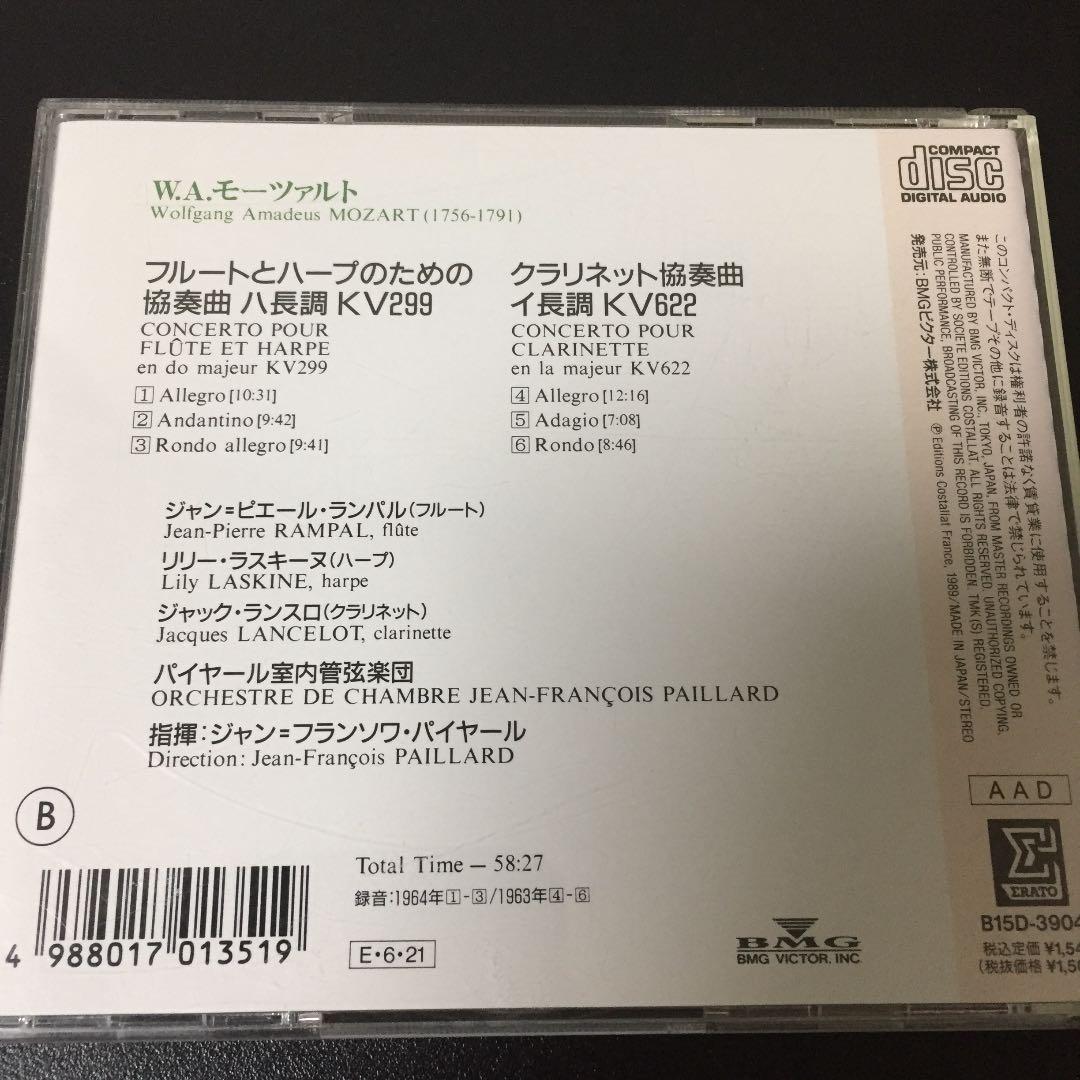 W.A.モーツァルト
Wolfgang Amadeus MOZART (1756-1791)
フルートとハープのための
協奏曲 ハ長調 KV299
CONCERTO POUR
FLÛTE ET HARPE
en do majeur KV299
1 Allegro [10:31]
2 Andantino [9:42]
3 Rondo allegro [9:41]
クラリネット協奏曲
イ長調 KV622
CONCERTO POUR
CLARINETTE
en la majeur KV622
4 Allegro [12:16]
5 Adagio [7:08]
6 Rondo [8:46]
ジャン=ピエール・ランパル(フルート)
Jean-Pierre RAMPAL, flûte
リリー・ラスキーヌ(ハープ)
Lily LASKINE, harpe
ジャック・ランスロ(クラリネット)
Jacques LANCELOT, clarinette
パイヤール室内管弦楽団
ORCHESTRE DE CHAMBRE JEAN-FRANÇOIS PAILLARD
指揮:ジャン=フランソワ・パイヤール
Direction: Jean-François PAILLARD
B
Total Time — 58:27
録音:1964年1-3/1963年4-6
4 988017 013519
E・6・21
BMG
BMG VICTOR, INC.
COMPACT
disc
DIGITAL AUDIO
このコンパクト・ディスクは権利者の許諾なく賃貸業に使用することを禁じます。
また無断でテープその他に録音することは法律で禁じられています。
MANUFACTURED BY BMG VICTOR, INC., TOKYO, JAPAN, FROM MASTER RECORDINGS OWNED OR
CONTROLLED BY SOCIETE EDITIONS COSTALLAT. ALL RIGHTS RESERVED. UNAUTHORIZED COPYING,
PUBLIC PERFORMANCE, BROADCASTING OF THIS RECORD IS FORBIDDEN. TMK(S) REGISTERED.
発売元:BMGビクター株式会社 ℗Editions Costallat France, 1989/MADE IN JAPAN/STEREO
AAD
ERATO
B15D-3904
税込定価 ¥1,54
(税抜価格 ¥1,50